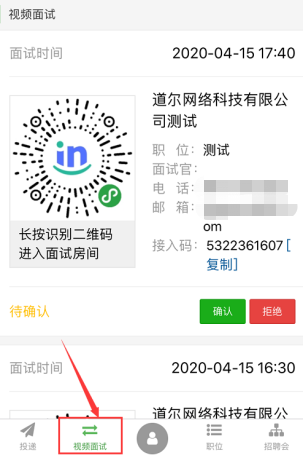 视频面试
面试时间 2020-04-15 17:40
in
长按识别二维码
进入面试房间
道尔网络科技有限公
司测试
职 位: 测试
面试官:
电 话:
邮 箱:
om
接入码: 5322361607 [
复制]
待确认 确认 拒绝
面试时间 2020-04-15 16:30
道尔网络科技有限公
投递 视频面试 职位 招聘会